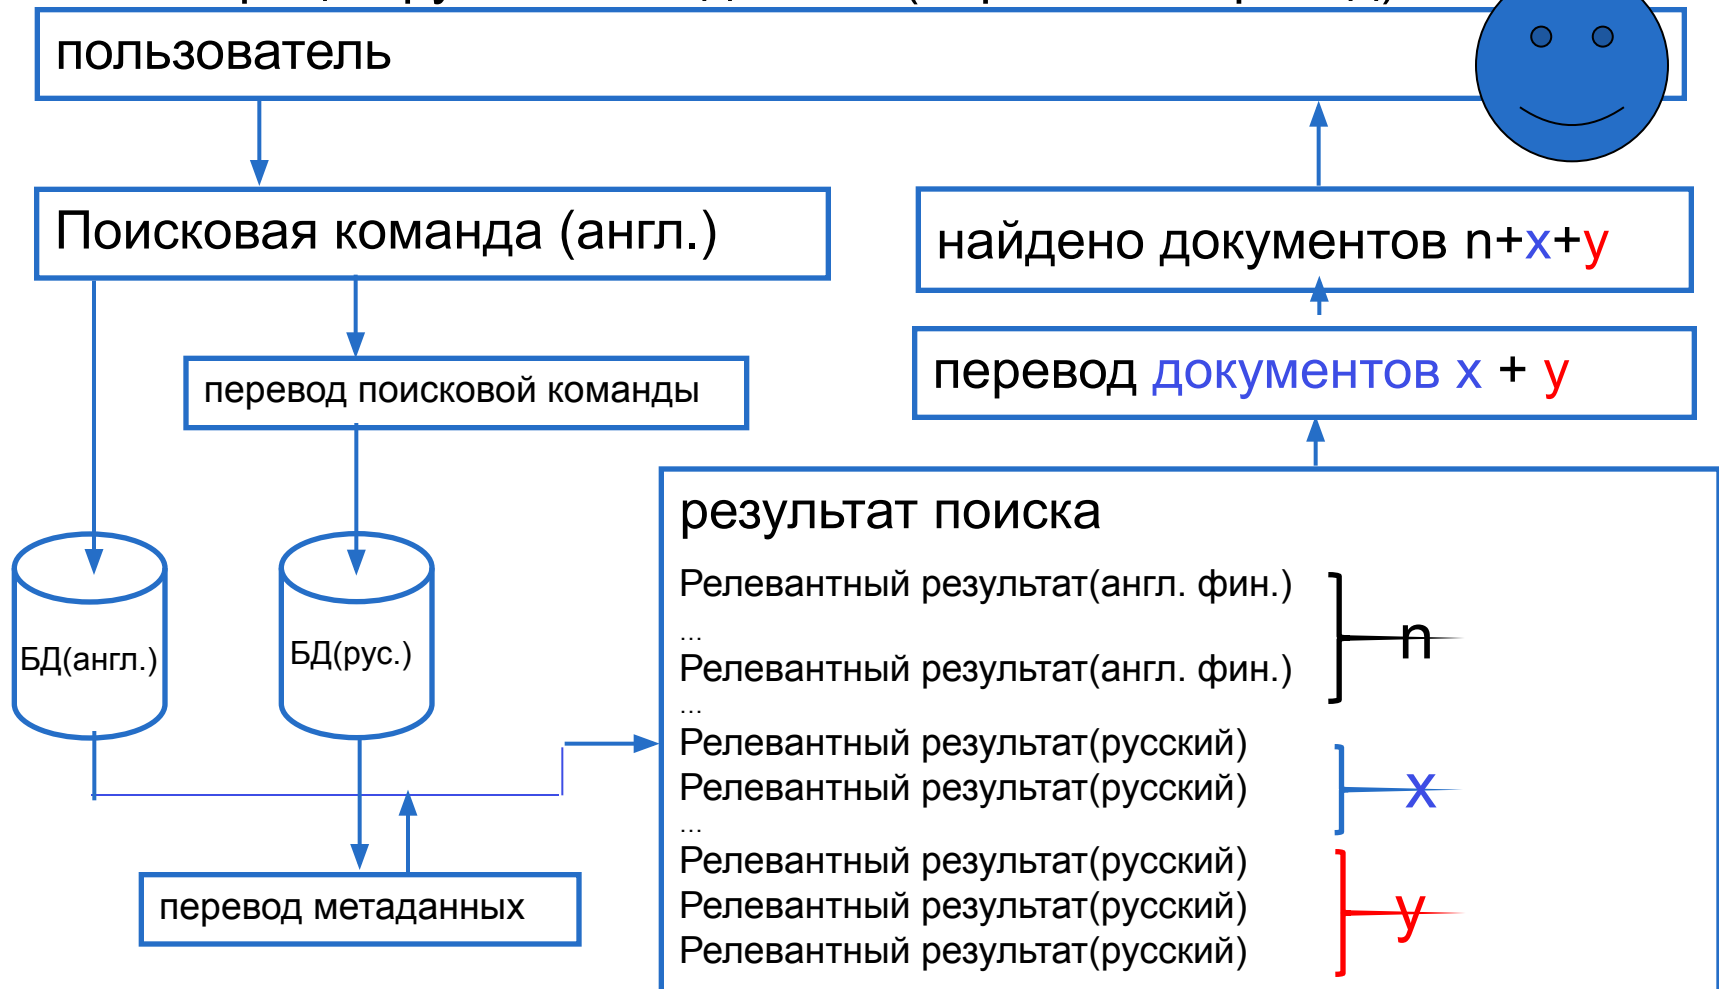 пользователь
Поисковая команда (англ.)
найдено документов n+x+y
перевод поисковой команды
перевод документов x + y
результат поиска
Релевантный результат(англ. фин.)
...
Релевантный результат(англ. фин.)
...
Релевантный результат(русский)
Релевантный результат(русский)
...
Релевантный результат(русский)
Релевантный результат(русский)
Релевантный результат(русский)
n
x
y
БД(англ.)
БД(рус.)
перевод метаданных